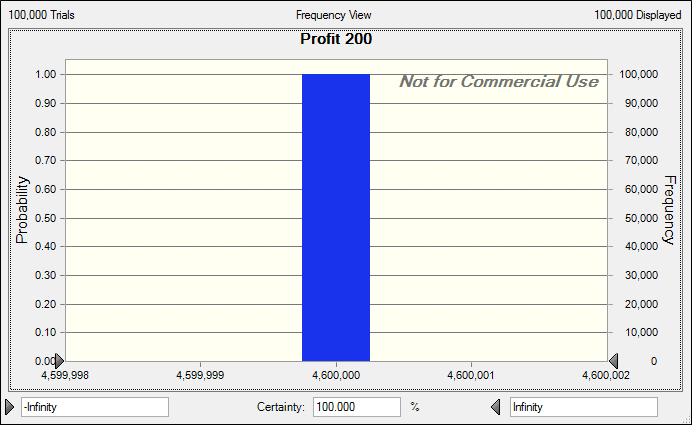 100,000 Trials Frequency View 100,000 Displayed
Profit 200
Not for Commercial Use
1.00 100,000
0.90 90,000
0.80 80,000
0.70 70,000
0.60 60,000
0.50 50,000
0.40 40,000
0.30 30,000
0.20 20,000
0.10 10,000
0.00 0
Probability
Frequency
4,599,998 4,599,999 4,600,000 4,600,001 4,600,002
-Infinity Certainty: 100.000 % Infinity